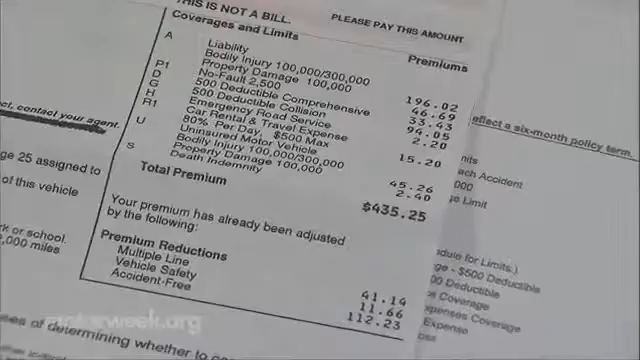 THIS IS NOT A BILL.
PLEASE PAY THIS AMOUNT
Coverages and Limits
Premiums
A Liability
Bodily Injury 100,000/300,000
Property Damage 100,000
196.02
P1 No-Fault 2,500
46.69
D 500 Deductible Comprehensive
33.43
G 500 Deductible Collision
94.05
H Emergency Road Service
2.20
R1 Car Rental & Travel Expense
80% Per Day, $500 Max
15.20
U Uninsured Motor Vehicle
Bodily Injury 100,000/300,000
Property Damage 100,000
45.26
S Death Indemnity
2.40
Total Premium
$435.25
Your premium has already been adjusted
by the following:
Premium Reductions
Multiple Line
41.14
Vehicle Safety
11.66
Accident-Free
112.23
ct, contact your agent.
ge 25 assigned to
of this vehicle
rk or school.
,000 miles
of determining whether to
eflect a six-month policy term.
mits
ach Accident
000
Limit
dule for Limits.)
ge - $500 Deductible
00 Deductible
s Coverage
xpenses Coverage
Expense
oss
motorweek.org